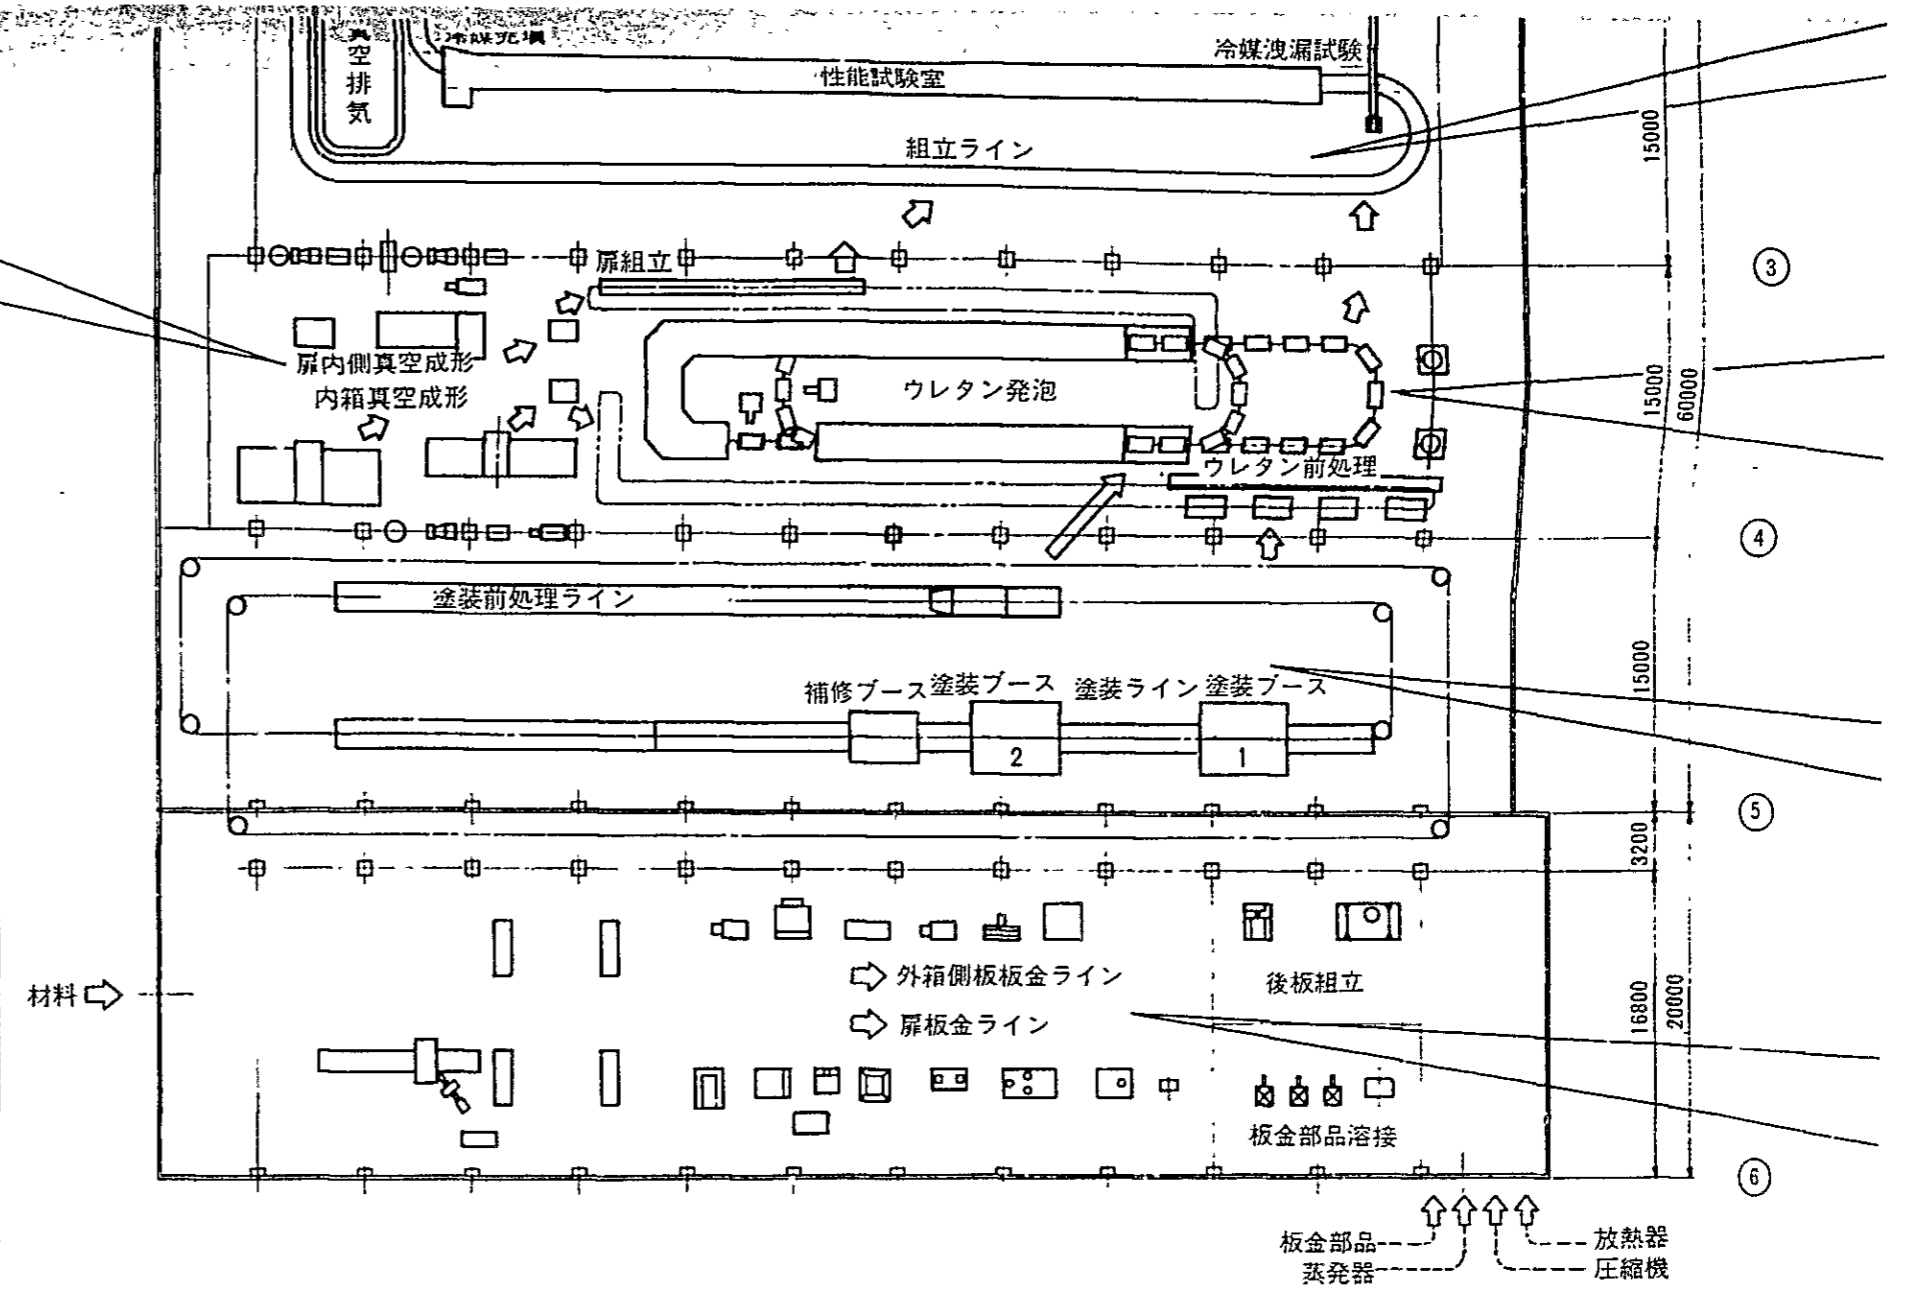 真空排気
冷媒充填
冷媒洩漏試験
性能試験室
組立ライン
15000
扉組立
3
扉内側真空成形
内箱真空成形
ウレタン発泡
15000
60000
ウレタン前処理
4
塗装前処理ライン
15000
補修ブース
塗装ブース
塗装ライン
塗装ブース
2
1
5
3200
外箱側板板金ライン
後板組立
材料
扉板金ライン
16800
20000
板金部品溶接
6
板金部品
放熱器
蒸発器
圧縮機